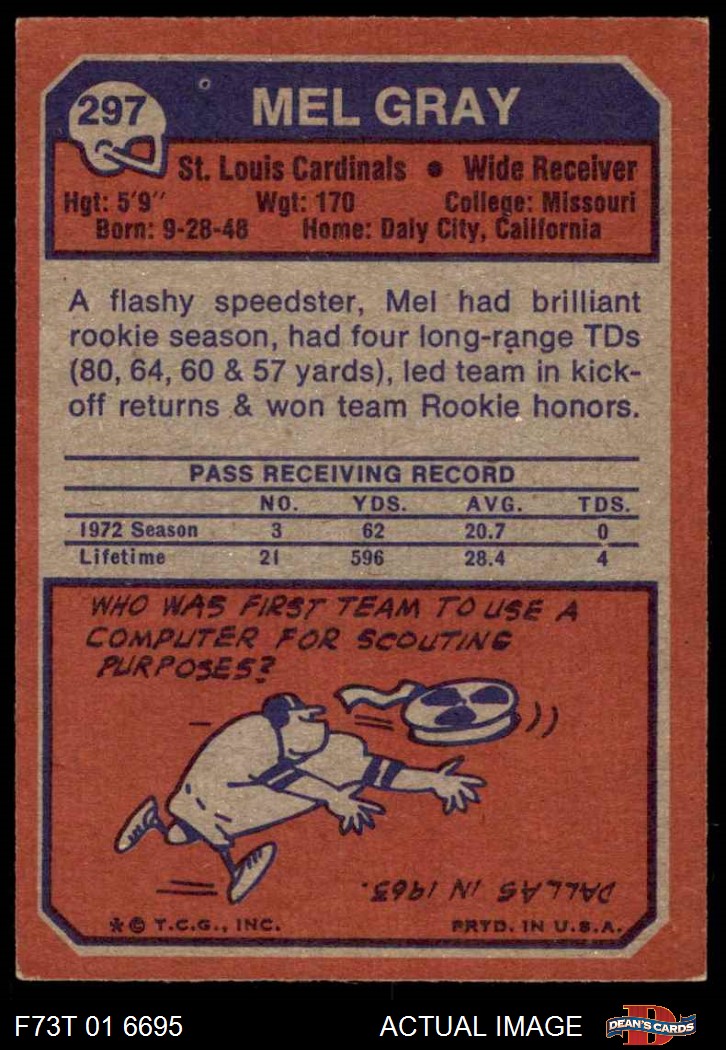 297
MEL GRAY
St. Louis Cardinals • Wide Receiver
Hgt: 5'9" Wgt: 170 College: Missouri
Born: 9-28-48 Home: Daly City, California
A flashy speedster, Mel had brilliant
rookie season, had four long-range TDs
(80, 64, 60 & 57 yards), led team in kick-
off returns & won team Rookie honors.
PASS RECEIVING RECORD
NO. YDS. AVG. TDS.
1972 Season 3 62 20.7 0
Lifetime 21 596 28.4 4
WHO WAS FIRST TEAM TO USE A
COMPUTER FOR SCOUTING
PURPOSES?
DALLAS IN 1963.
* © T.C.G., INC. PRTD. IN U.S.A.
F73T 01 6695 ACTUAL IMAGE D DEAN'S CARDS